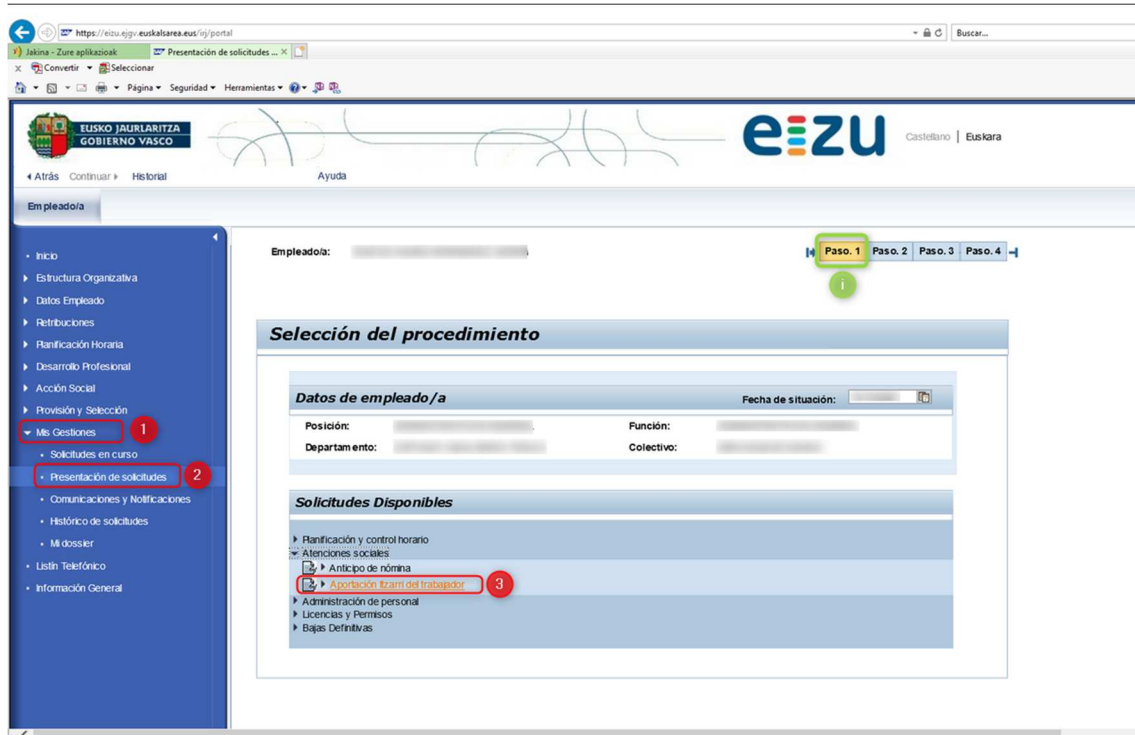 https://eizu.ejgv.euskalsarea.eus/irj/portal
Buscar...
Jakina - Zure aplikazioak
Presentación de solicitudes ...
Convertir
Seleccionar
Página
Seguridad
Herramientas
EUSKO JAURLARITZA
GOBIERNO VASCO
eizu
Castellano | Euskara
Atrás
Continuar
Historial
Ayuda
Empleado/a
Inicio
Estructura Organizativa
Datos Empleado
Retribuciones
Planificación Horaria
Desarrollo Profesional
Acción Social
Provisión y Selección
Mis Gestiones
1
Solicitudes en curso
Presentación de solicitudes
2
Comunicaciones y Notificaciones
Histórico de solicitudes
Mi dossier
Listín Telefónico
Información General
Empleado/a:
Paso. 1
Paso. 2
Paso. 3
Paso. 4
i
Selección del procedimiento
Datos de empleado/a
Fecha de situación:
Posición:
Función:
Departamento:
Colectivo:
Solicitudes Disponibles
Planificación y control horario
Atenciones sociales
Anticipo de nómina
Aportación Itzarri del trabajador
3
Administración de personal
Licencias y Permisos
Bajas Definitivas